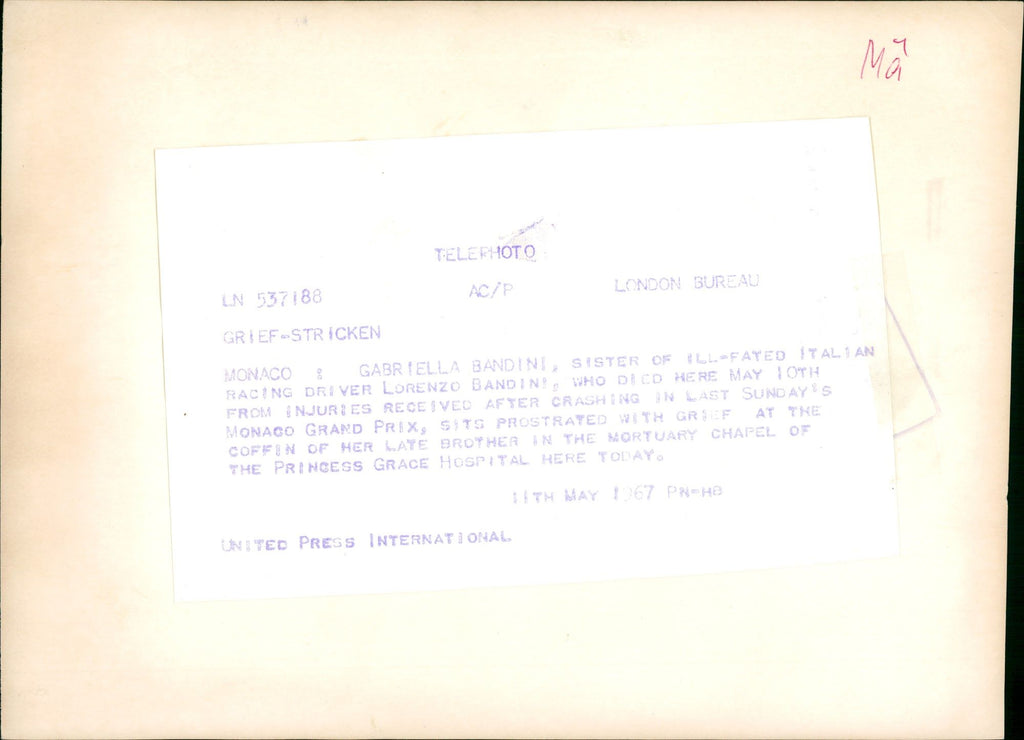 Må
TELEPHOTO
LN 537188 AC/P LONDON BUREAU
GRIEF-STRICKEN
MONACO : GABRIELLA BANDINI, SISTER OF ILL-FATED ITALIAN
RACING DRIVER LORENZO BANDINI, WHO DIED HERE MAY 10TH
FROM INJURIES RECEIVED AFTER CRASHING IN LAST SUNDAY'S
MONACO GRAND PRIX, SITS PROSTRATED WITH GRIEF AT THE
COFFIN OF HER LATE BROTHER IN THE MORTUARY CHAPEL OF
THE PRINCESS GRACE HOSPITAL HERE TODAY.
11TH MAY 1967 PN-HB
UNITED PRESS INTERNATIONAL